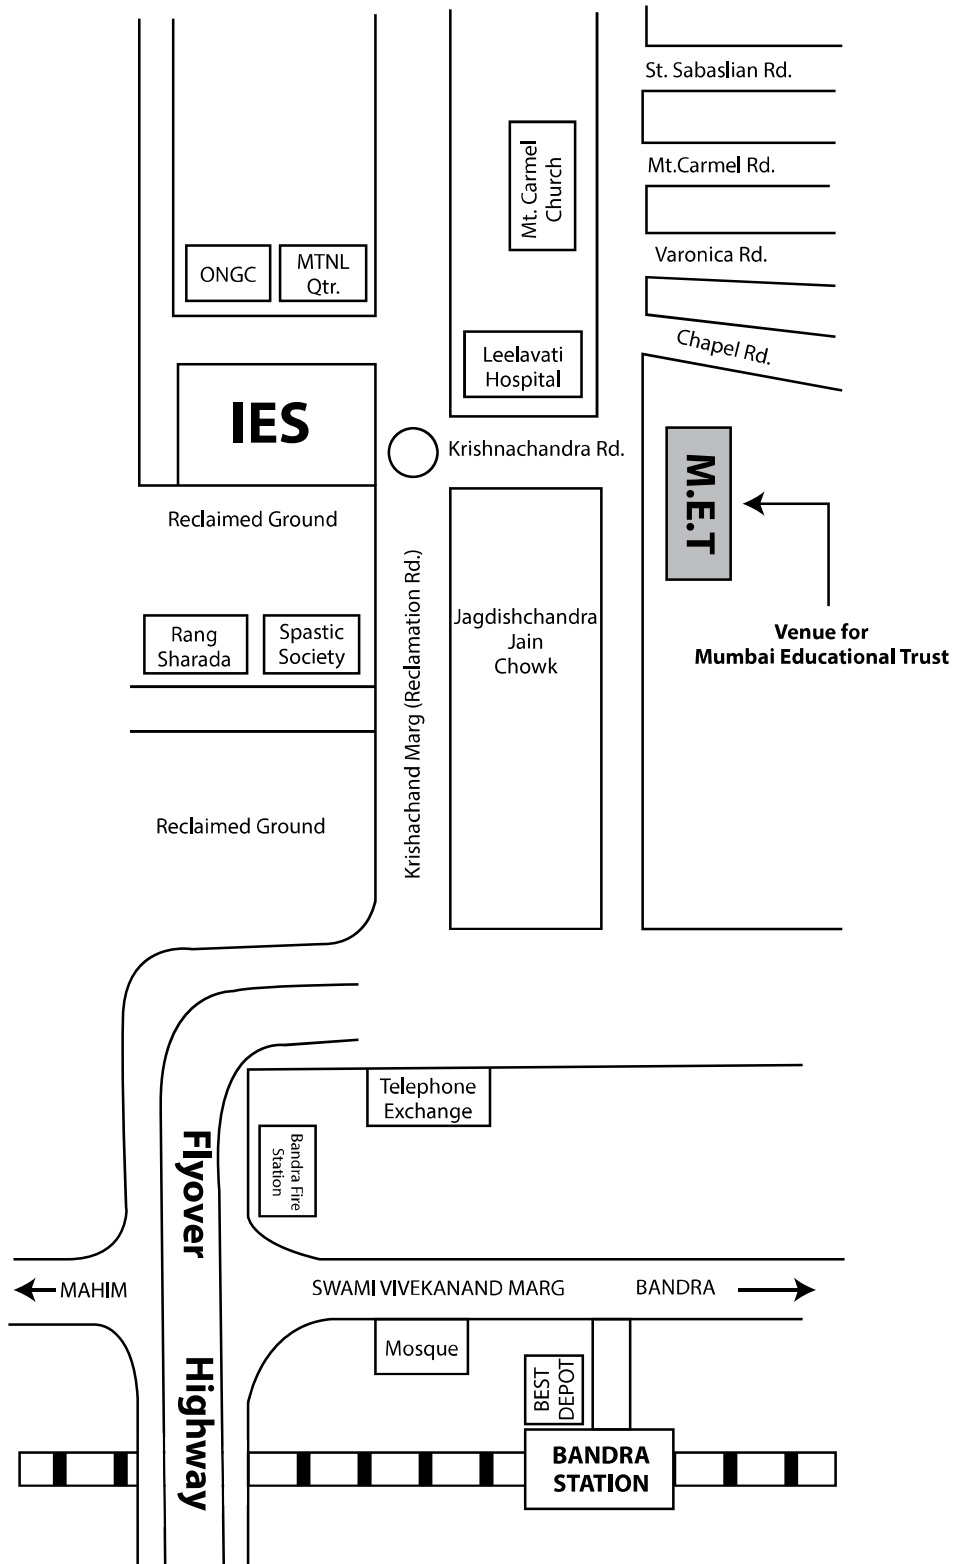 St. Sabaslian Rd.
Mt. Carmel
Church
Mt.Carmel Rd.
Varonica Rd.
ONGC
MTNL
Qtr.
Chapel Rd.
Leelavati
Hospital
IES
Krishnachandra Rd.
M.E.T
Reclaimed Ground
Krishachand Marg (Reclamation Rd.)
Jagdishchandra
Jain
Chowk
Rang
Sharada
Spastic
Society
Venue for
Mumbai Educational Trust
Reclaimed Ground
Telephone
Exchange
Bandra Fire
Station
Flyover
MAHIM
SWAMI VIVEKANAND MARG
BANDRA
Mosque
BEST
DEPOT
Highway
BANDRA
STATION